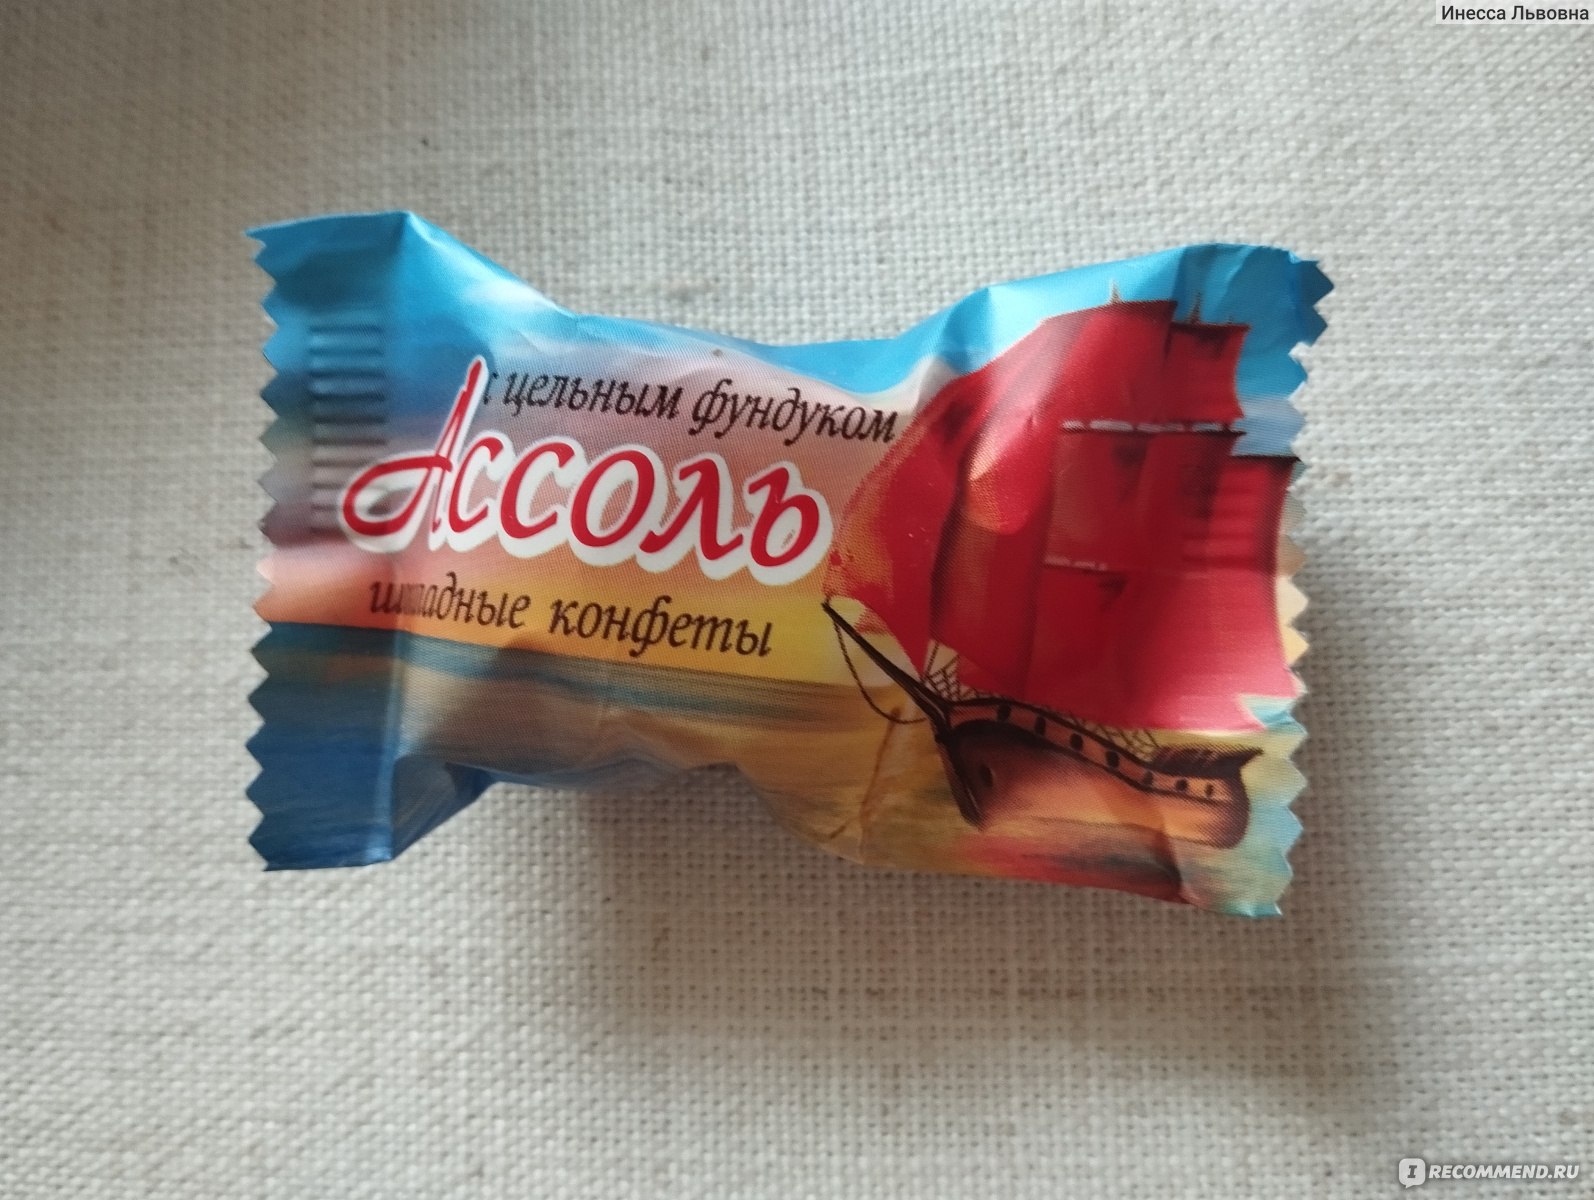 Инесса Львовна
с цельным фундуком
Ассоль
конфеты
I RECOMMEND.RU